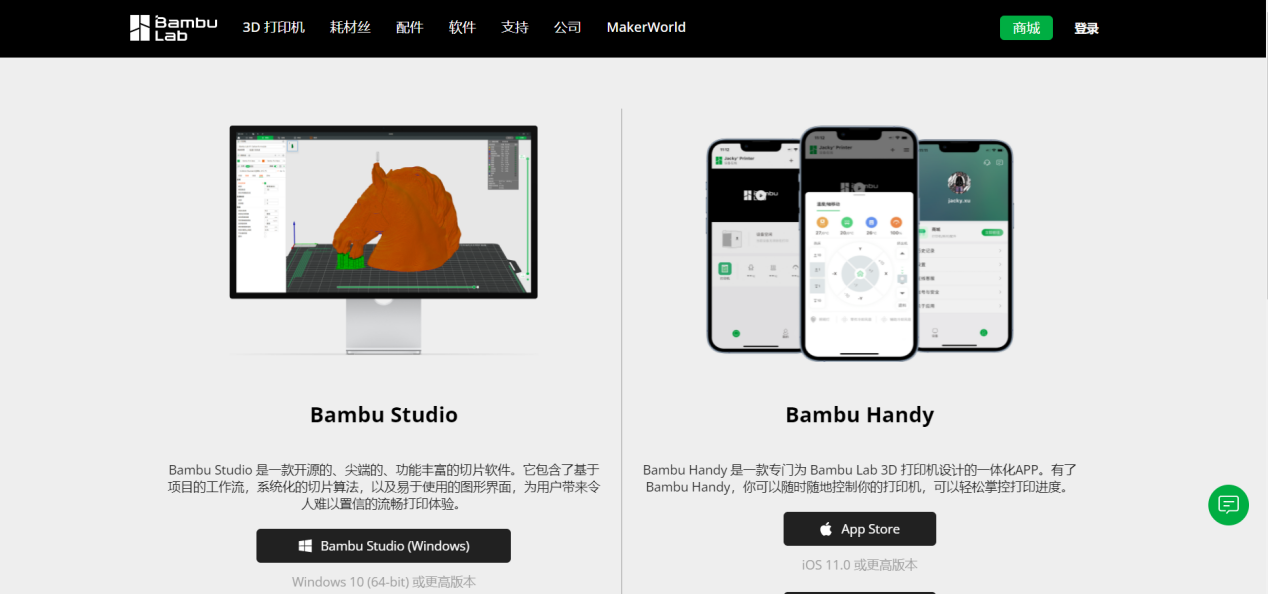 Bambu Lab
3D 打印机 耗材丝 配件 软件 支持 公司 MakerWorld 商城 登录
Bambu Studio
Bambu Studio 是一款开源的、尖端的、功能丰富的切片软件。它包含了基于
项目的工作流，系统化的切片算法，以及易于使用的图形界面，为用户带来令
人难以置信的流畅打印体验。
Bambu Studio (Windows)
Windows 10 (64-bit) 或更高版本
Bambu Handy
Bambu Handy 是一款专门为 Bambu Lab 3D 打印机设计的一体化APP。有了
Bambu Handy，你可以随时随地控制你的打印机，可以轻松掌控打印进度。
App Store
iOS 11.0 或更高版本